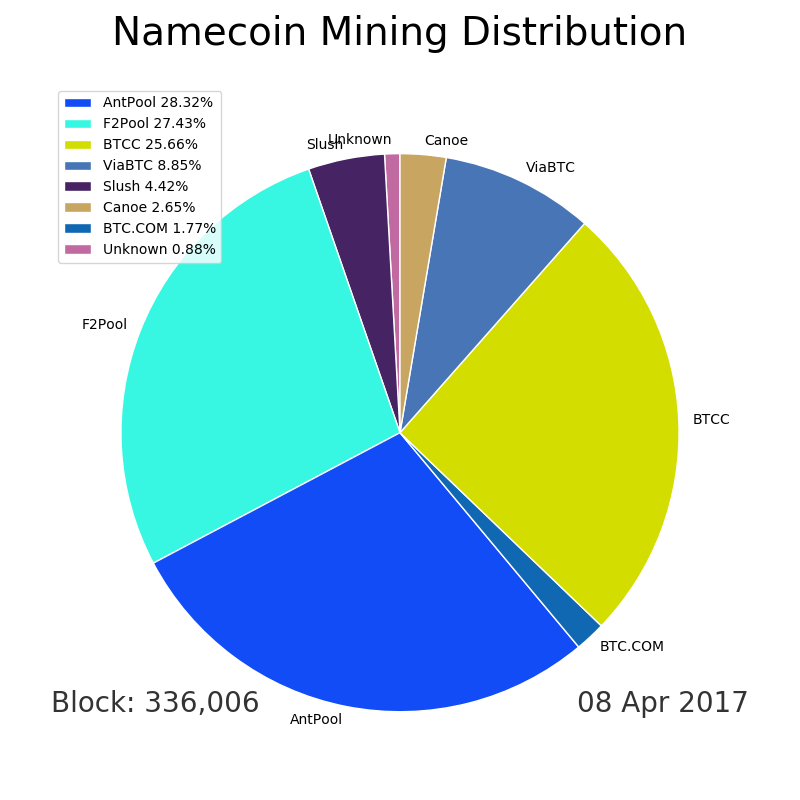 Namecoin Mining Distribution
AntPool 28.32%
F2Pool 27.43%
BTCC 25.66%
ViaBTC 8.85%
Slush 4.42%
Canoe 2.65%
BTC.COM 1.77%
Unknown 0.88%
Slush
Unknown
Canoe
ViaBTC
F2Pool
BTCC
BTC.COM
AntPool
Block: 336,006
08 Apr 2017